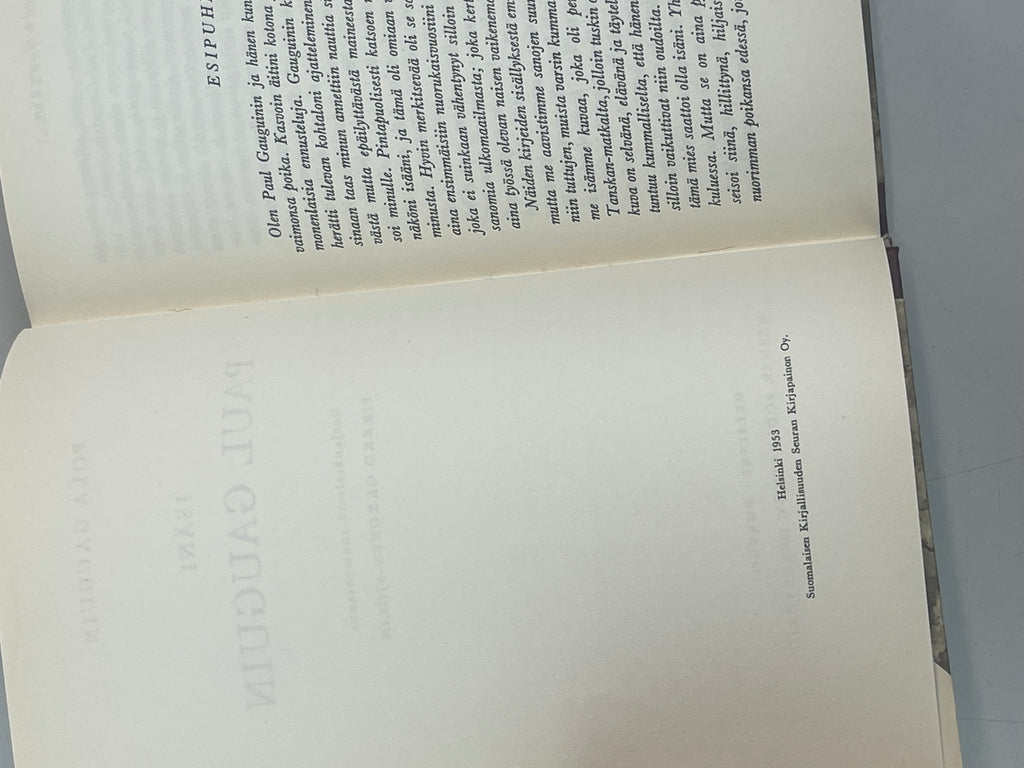 Helsinki 1953
Suomalaisen Kirjallisuuden Seuran Kirjapainon Oy.
ESIPUHA
Olen Paul Gauguinin ja hänen
vaimonsa poika. Kasvoin äitini kotona
monenlaisia ennusteluja. Gauguinin
herätti tulevan kohtaloni ajatteleminen
sinaan taas minun annettiin nauttia
västä mutta epäilyttävästä maineesta
soi minulle. Pintapuolisesti katsoen
näköni isääni, ja tämä oli omiaan
minusta. Hyvin merkitsevää oli se
aina ensimmäisiin nuorukaisvuosiini
joka ei suinkaan vähentynyt silloin
sanomia ulkomaailmasta; joka
aina työssä olevan naisen
Näiden kirjeiden sisällyksestä
mutta me aavistimme sanojen
niin tuttujen, muista varsin
me isämme kuvaa, joka oli
Tanskan-matkalta, jolloin tuskin
kuva on selvänä, elävänä ja
tuntuu kummalliselta, että hänen
silloin vaikuttivat niin oudoilta.
tämä mies saattoi olla isäni.
kuluessa. Mutta se on aina
seisoi siinä, hillittynä,
nuorimman poikansa edessä,